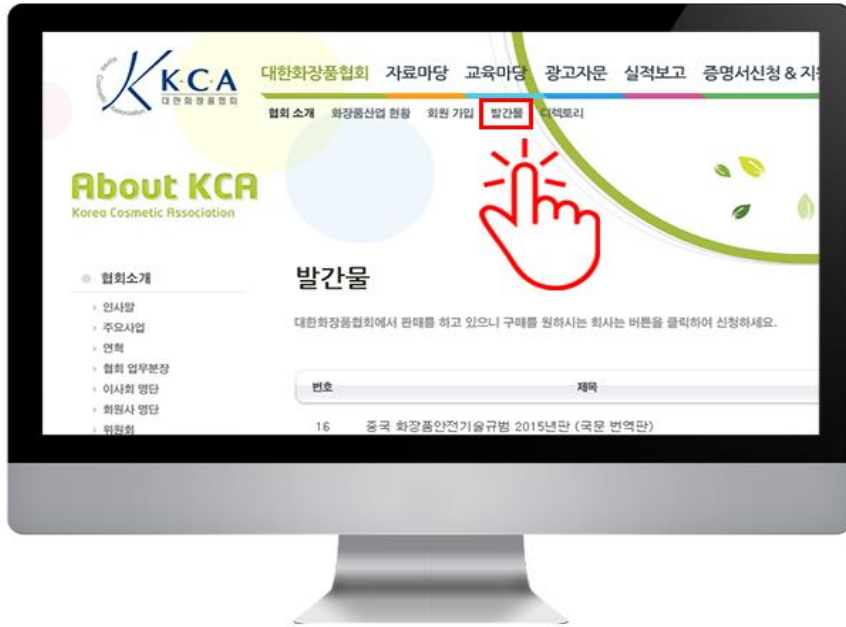 K·C·A
대한화장품협회
대한화장품협회 자료마당 교육마당 광고자문 실적보고 증명서신청 & 지원
협회 소개 화장품산업 현황 회원 가입 발간물 디렉토리
About KCA
Korea Cosmetic Association
협회소개
인사말
주요사업
연혁
협회 업무분장
이사회 명단
회원사 명단
위원회
발간물
대한화장품협회에서 판매를 하고 있으니 구매를 원하시는 회사는 버튼을 클릭하여 신청하세요.
번호 제목
16 중국 화장품안전기술규범 2015년판 (국문 번역판)